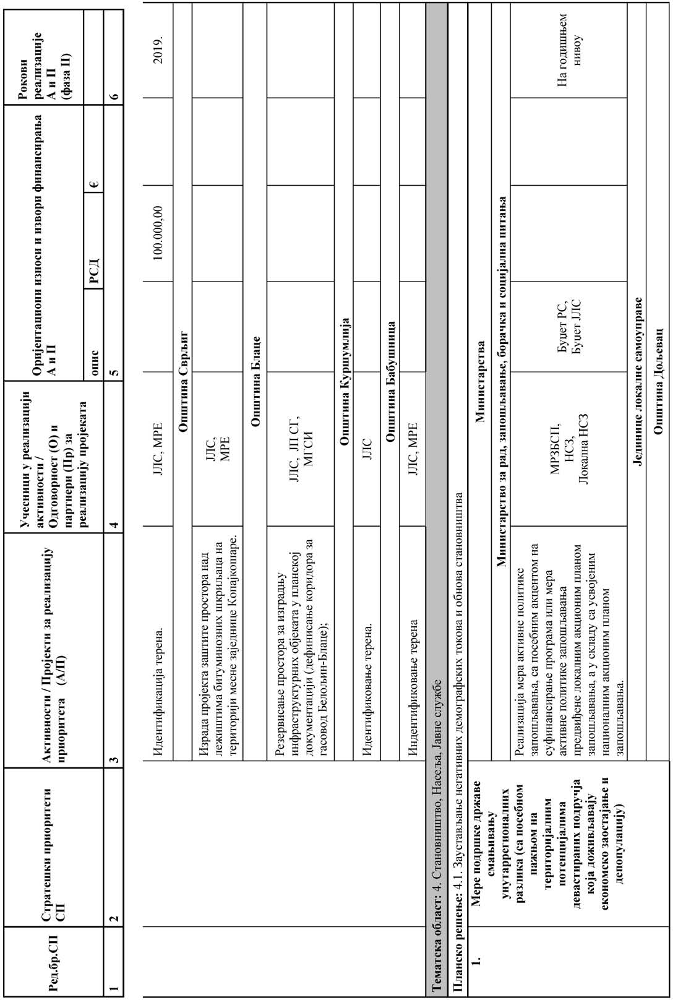 Ред.бр.СП
Стратешки приоритети
СП
Активности / Пројекти за реализацију
приоритета (А/П)
Учесници у реализацији
активности /
Одговорност (О) и
партнери (Пр) за
реализацију пројеката
Оријентациони износи и извори финансирања
А и П
опис
РСД
€
Рокови
реализације
А и П
(фаза II)
1
2
3
4
5
6
Идентификација терена.
ЈЛС, МРЕ
100.000,00
2019.
Општина Сврљиг
Израда пројекта заштите простора над
лежиштима битуминозних шкриљаца на
територији месне заједнице Копајкошаре.
ЈЛС,
МРЕ
Општина Блаце
Резервисање простора за изградњу
инфраструктурних објеката у планској
документацији (дефинисање коридора за
гасовод Белољин-Блаце);
ЈЛС, ЈП СГ,
МГСИ
Општина Куршумлија
Идентификовање терена.
ЈЛС
Општина Бабушница
Индентификовање терена
ЈЛС, МРЕ
Тематска област: 4. Становништво, Насеља, Јавне службе
Планско решење: 4.1. Заустављање негативних демографских токова и обнова становништва
1.
Мере подршке државе
смањивању
унутаррегионалних
разлика (са посебном
пажњом на
територијалним
потенцијалима
девастираних подручја
која доживљавају
економско заостајање и
депопулацију)
Министарства
Министарство за рад, запошљавање, борачка и социјална питања
Реализација мера активне политике
запошљавања, са посебним акцентом на
суфинансирање програма или мера
активне политике запошљавања
предвиђене локалним акционим планом
запошљавања, а у складу са усвојеним
националним акционим планом
запошљавања.
МРЗБСП,
НСЗ,
Локална НСЗ
Буџет РС,
Буџет ЈЛС
На годишњем
нивоу
Јединице локалне самоуправе
Општина Дољевац